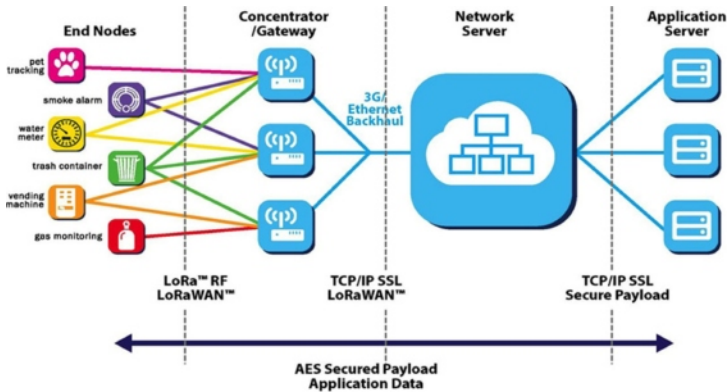 End Nodes
Concentrator
/Gateway
Network
Server
Application
Server
pet
tracking
smoke alarm
water
meter
trash container
vending
machine
gas monitoring
3G/
Ethernet
Backhaul
LoRa™ RF
LoRaWAN™
TCP/IP SSL
LoRaWAN™
TCP/IP SSL
Secure Payload
AES Secured Payload
Application Data